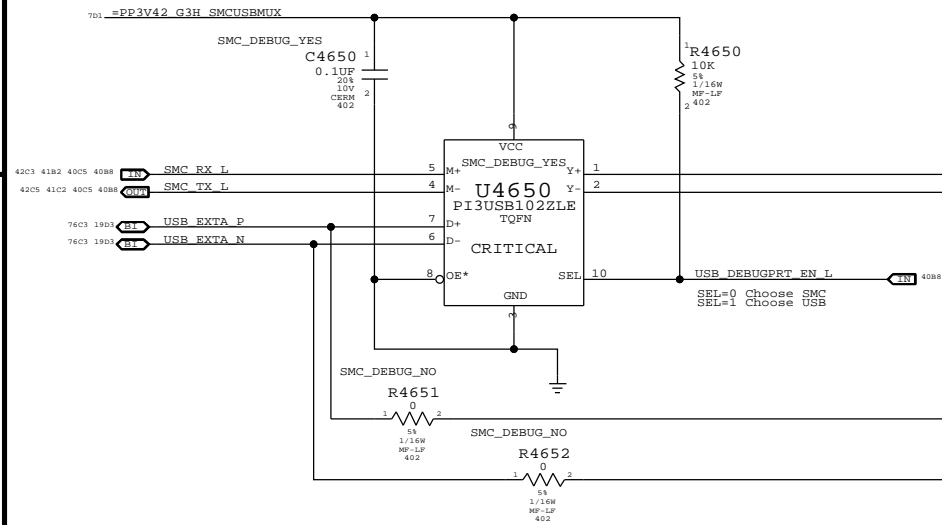 7D1 =PP3V42_G3H_SMCUSBMUX
SMC_DEBUG_YES
C4650 1
0.1UF
20%
10V
CERM
402
2
1 R4650
10K
5%
1/16W
MF-LF
2 402
9
VCC
SMC_DEBUG_YES
42C3 41B2 40C5 40B8 IN SMC_RX_L 5 M+ Y+ 1
42C5 41C2 40C5 40B8 OUT SMC_TX_L 4 M- Y- 2
U4650
PI3USB102ZLE
TQFN
76C3 19D3 BI USB_EXTA_P 7 D+
76C3 19D3 BI USB_EXTA_N 6 D-
CRITICAL
8 OE* SEL 10 USB_DEBUGPRT_EN_L IN 40B8
GND
3
SEL=0 Choose SMC
SEL=1 Choose USB
SMC_DEBUG_NO
R4651
0
1 2
5%
1/16W
MF-LF
402
SMC_DEBUG_NO
R4652
0
1 2
5%
1/16W
MF-LF
402